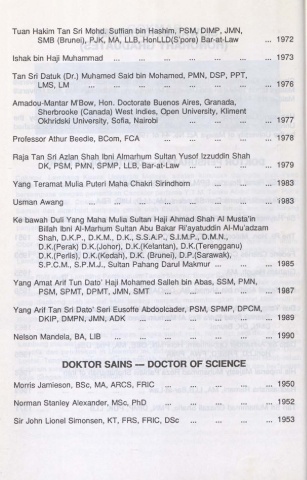 Tuan Hakim Tan Sri Mohd. Suffian bin Hashim, PSM, DIMP, JMN,
SMB (Brunei), PJK, MA, LLB, HonLLD(S'pore) Bar-at-Law ... 1972
Ishak bin Haji Muhammad ... ... ... ... ... ... ... 1973
Tan Sri Datuk (Dr.) Muhamed Said bin Mohamed, PMN, DSP, PPT,
LMS, LM ... ... ... ... ... ... ... ... ... 1976
Amadou-Mantar M'Bow, Hon. Doctorate Buenos Aires, Granada,
Sherbrooke (Canada) West Indies, Open University, Kliment
Okhridski University, Sofia, Nairobi ... ... ... ... 1977
Professor Athur Beedle, BCom, FCA ... ... ... ... ... 1978
Raja Tan Sri Azlan Shah Ibni Almarhum Sultan Yusof Izzuddin Shah
DK, PSM, PMN, SPMP, LLB, Bar-at-Law ... ... ... ... 1979
Yang Teramat Mulia Puteri Maha Chakri Sirindhorn ... ... ... 1983
Usman Awang ... ... ... ... ... ... ... ... 1983
Ke bawah Duli Yang Maha Mulia Sultan Haji Ahmad Shah Al Musta'in
Billah Ibni Al-Marhum Sultan Abu Bakar Ri'ayatuddin Al-Mu'adzam
Shah, D.K.P., D.K.M., D.K., S.S.A.P., S.I.M.P., D.M.N.,
D.K.(Perak) D.K.(Johor), D.K.(Kelantan), D.K.(Terengganu)
D.K.(Perlis), D.K.(Kedah), D.K. (Brunei), D.P.(Sarawak),
S.P.C.M., S.P.M.J., Sultan Pahang Darul Makmur ... ... 1985
Yang Amat Arif Tun Dato' Haji Mohamed Salleh bin Abas, SSM, PMN,
PSM, SPMT, DPMT, JMN, SMT ... ... ... ... ... 1987
Yang Arif Tan Sri Dato' Seri Eusoffe Abdoolcader, PSM, SPMP, DPCM,
DKIP, DMPN, JMN, ADK ... ... ... ... ... ... 1989
Nelson Mandela, BA, LIB ... ... ... ... ... ... ... 1990
DOKTOR SAINS — DOCTOR OF SCIENCE
Morris Jamieson, BSc, MA, ARCS, FRIC ... ... ... ... ... 1950
Norman Stanley Alexander, MSc, PhD ... ... ... ... ... 1952
Sir John Lionel Simonsen, KT, FRS, FRIC, DSc ... ... ... ... 1953